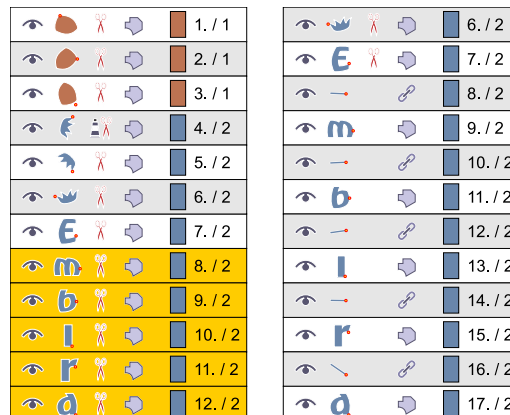 1. / 1
2. / 1
3. / 1
4. / 2
5. / 2
6. / 2
E 7. / 2
m 8. / 2
b 9. / 2
l 10. / 2
r 11. / 2
a 12. / 2
6. / 2
E 7. / 2
8. / 2
m 9. / 2
10. / 2
b 11. / 2
12. / 2
l 13. / 2
14. / 2
r 15. / 2
16. / 2
a 17. / 2